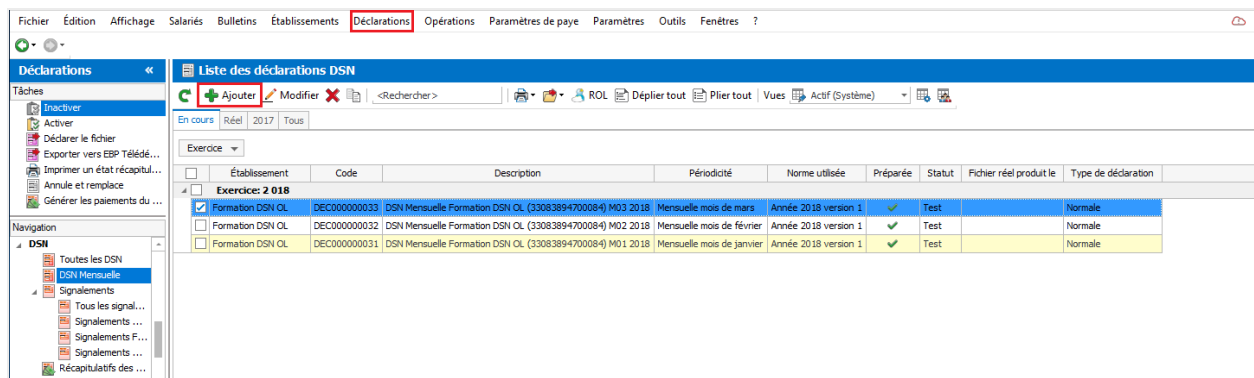 Fichier Édition Affichage Salariés Bulletins Établissements Déclarations Opérations Paramètres de paye Paramètres Outils Fenêtres ?
Déclarations «
Tâches
Inactiver
Activer
Déclarer le fichier
Exporter vers EBP Télédé...
Imprimer un état récapitul...
Annule et remplace
Générer les paiements du ...
Navigation
DSN
Toutes les DSN
DSN Mensuelle
Signalements
Tous les signal...
Signalements ...
Signalements F...
Signalements ...
Récapitulatifs des ...
Liste des déclarations DSN
Ajouter Modifier <Rechercher> ROL Déplier tout Plier tout Vues Actif (Système)
En cours Réel 2017 Tous
Exercice
Établissement Code Description Périodicité Norme utilisée Préparée Statut Fichier réel produit le Type de déclaration
Exercice: 2 018
Formation DSN OL DEC000000033 DSN Mensuelle Formation DSN OL (33083894700084) M03 2018 Mensuelle mois de mars Année 2018 version 1 Test Normale
Formation DSN OL DEC000000032 DSN Mensuelle Formation DSN OL (33083894700084) M02 2018 Mensuelle mois de février Année 2018 version 1 Test Normale
Formation DSN OL DEC000000031 DSN Mensuelle Formation DSN OL (33083894700084) M01 2018 Mensuelle mois de janvier Année 2018 version 1 Test Normale